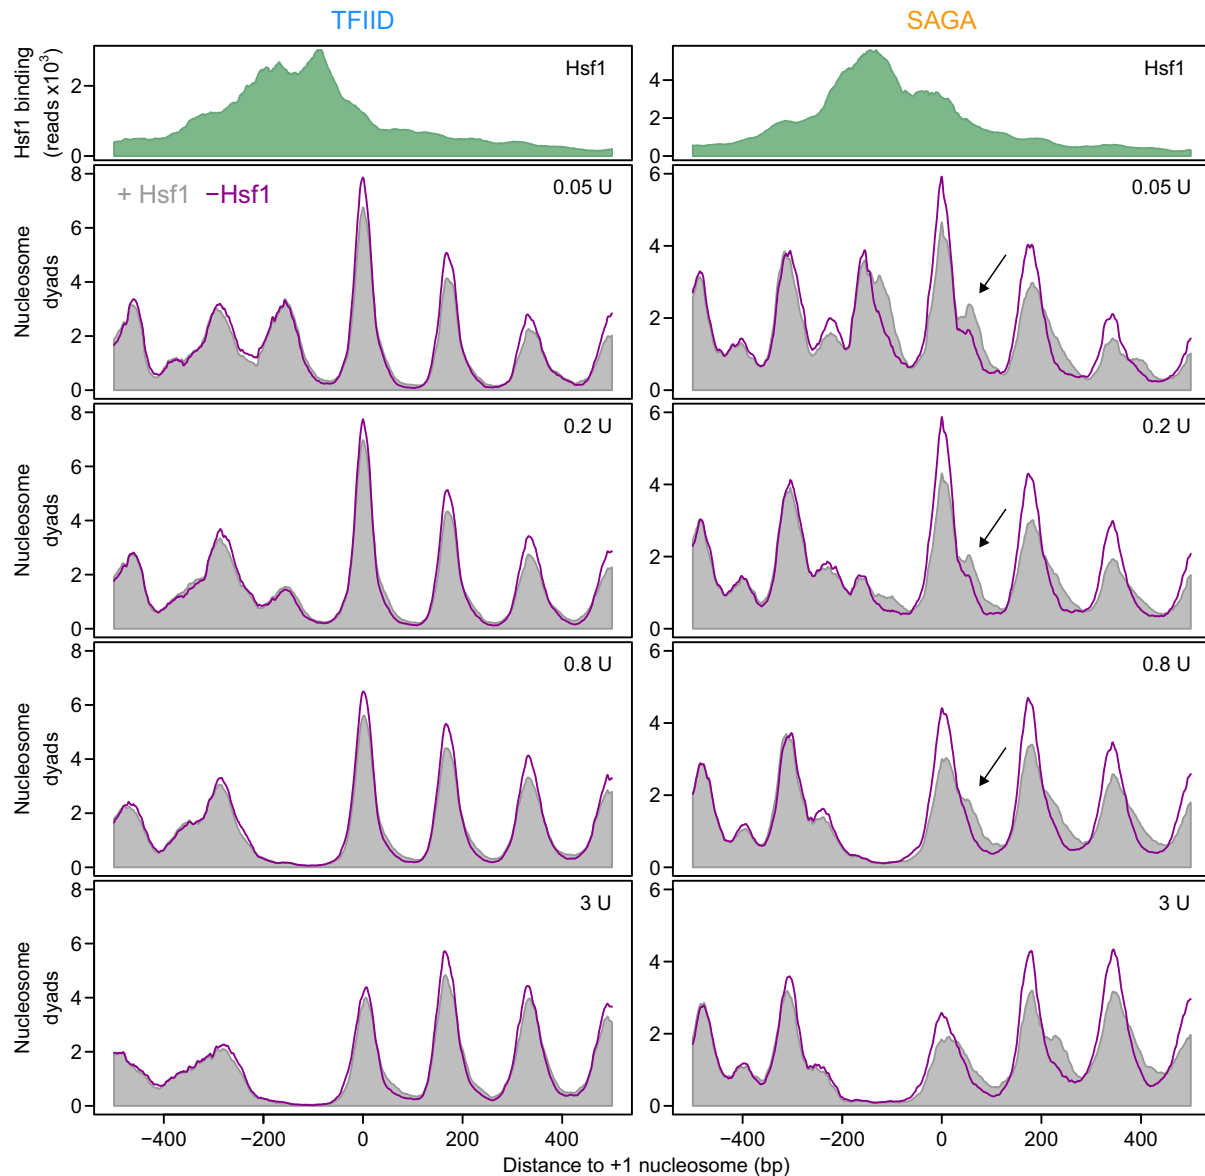 TFIID
SAGA
Hsf1 binding
(reads x10³)
2
0
Hsf1
4
2
0
Hsf1
Nucleosome
dyads
8
6
4
2
0
+ Hsf1 −Hsf1
0.05 U
6
4
2
0
0.05 U
Nucleosome
dyads
8
6
4
2
0
0.2 U
6
4
2
0
0.2 U
Nucleosome
dyads
8
6
4
2
0
0.8 U
6
4
2
0
0.8 U
Nucleosome
dyads
8
6
4
2
0
3 U
6
4
2
0
3 U
−400 −200 0 200 400
−400 −200 0 200 400
Distance to +1 nucleosome (bp)